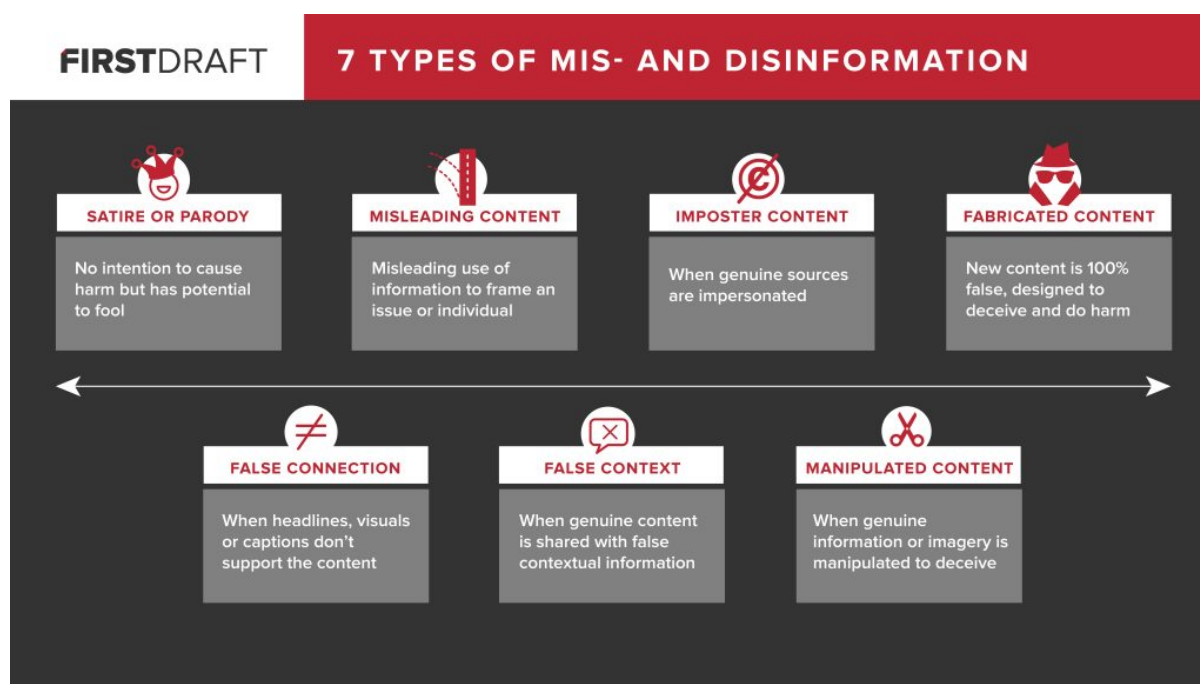 FIRSTDRAFT
7 TYPES OF MIS- AND DISINFORMATION
SATIRE OR PARODY
No intention to cause
harm but has potential
to fool
MISLEADING CONTENT
Misleading use of
information to frame an
issue or individual
IMPOSTER CONTENT
When genuine sources
are impersonated
FABRICATED CONTENT
New content is 100%
false, designed to
deceive and do harm
FALSE CONNECTION
When headlines, visuals
or captions don’t
support the content
FALSE CONTEXT
When genuine content
is shared with false
contextual information
MANIPULATED CONTENT
When genuine
information or imagery is
manipulated to deceive